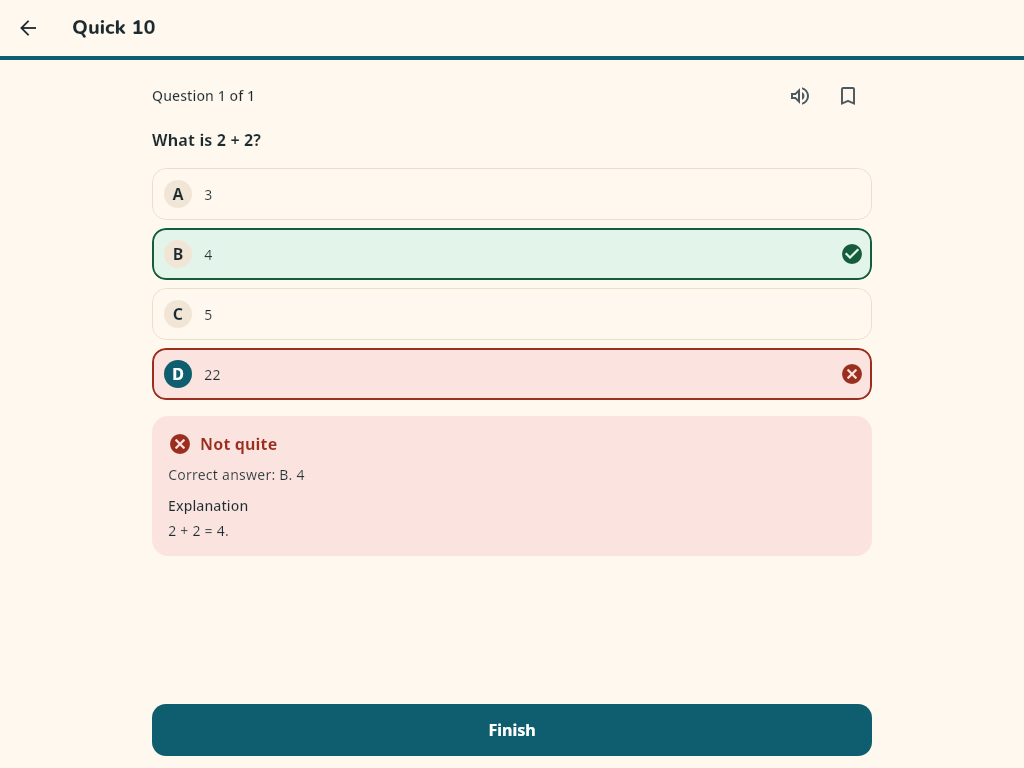 Quick 10
Question 1 of 1
What is 2 + 2?
A 3
B 4
C 5
D 22
Not quite
Correct answer: B. 4
Explanation
2 + 2 = 4.
Finish